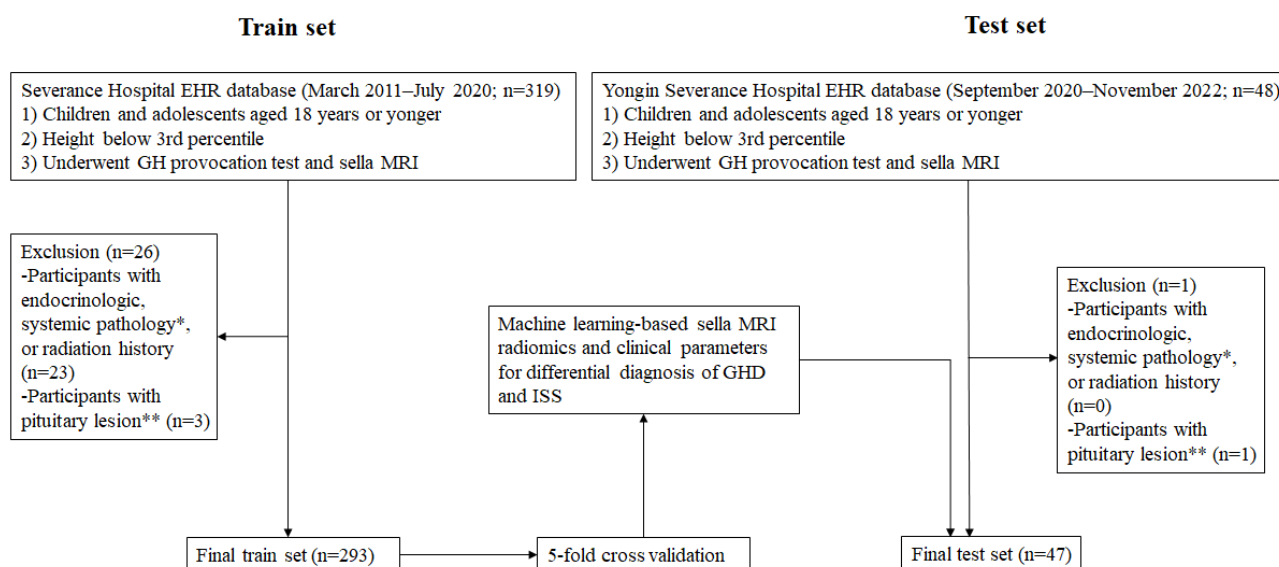 Train set
Test set
Severance Hospital EHR database (March 2011–July 2020; n=319)
1) Children and adolescents aged 18 years or yonger
2) Height below 3rd percentile
3) Underwent GH provocation test and sella MRI
Yongin Severance Hospital EHR database (September 2020–November 2022; n=48)
1) Children and adolescents aged 18 years or yonger
2) Height below 3rd percentile
3) Underwent GH provocation test and sella MRI
Exclusion (n=26)
-Participants with
endocrinologic,
systemic pathology*,
or radiation history
(n=23)
-Participants with
pituitary lesion** (n=3)
Machine learning-based sella MRI
radiomics and clinical parameters
for differential diagnosis of GHD
and ISS
Exclusion (n=1)
-Participants with
endocrinologic,
systemic pathology*,
or radiation history
(n=0)
-Participants with
pituitary lesion** (n=1)
Final train set (n=293)
5-fold cross validation
Final test set (n=47)